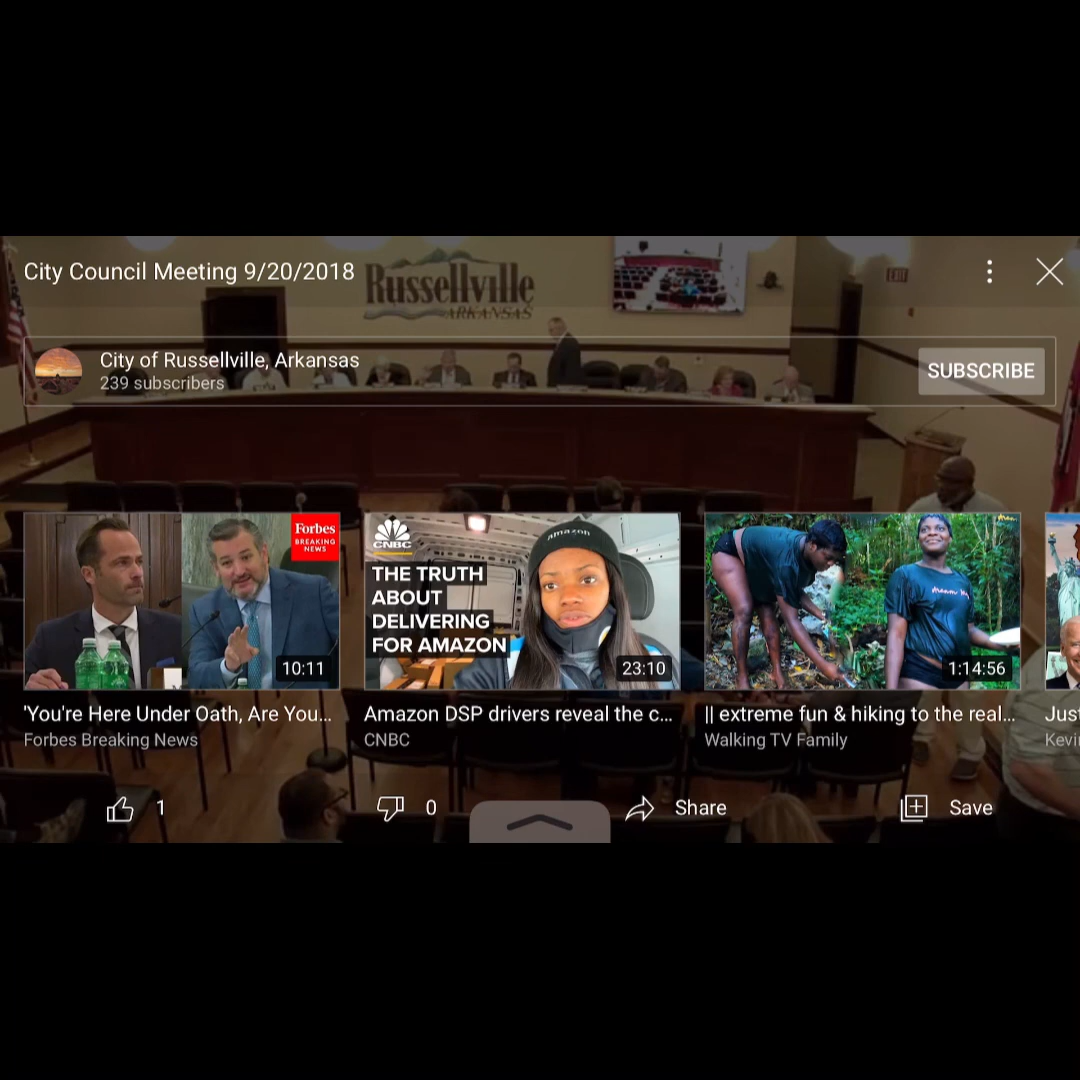 City Council Meeting 9/20/2018
Russellville
ARKANSAS
EXIT
City of Russellville, Arkansas
239 subscribers
SUBSCRIBE
Forbes
BREAKING
NEWS
10:11
CNBC
THE TRUTH
ABOUT
DELIVERING
FOR AMAZON
amazon
23:10
1:14:56
'You're Here Under Oath, Are You...
Forbes Breaking News
Amazon DSP drivers reveal the c...
CNBC
|| extreme fun & hiking to the real...
Walking TV Family
1
0
Share
Save